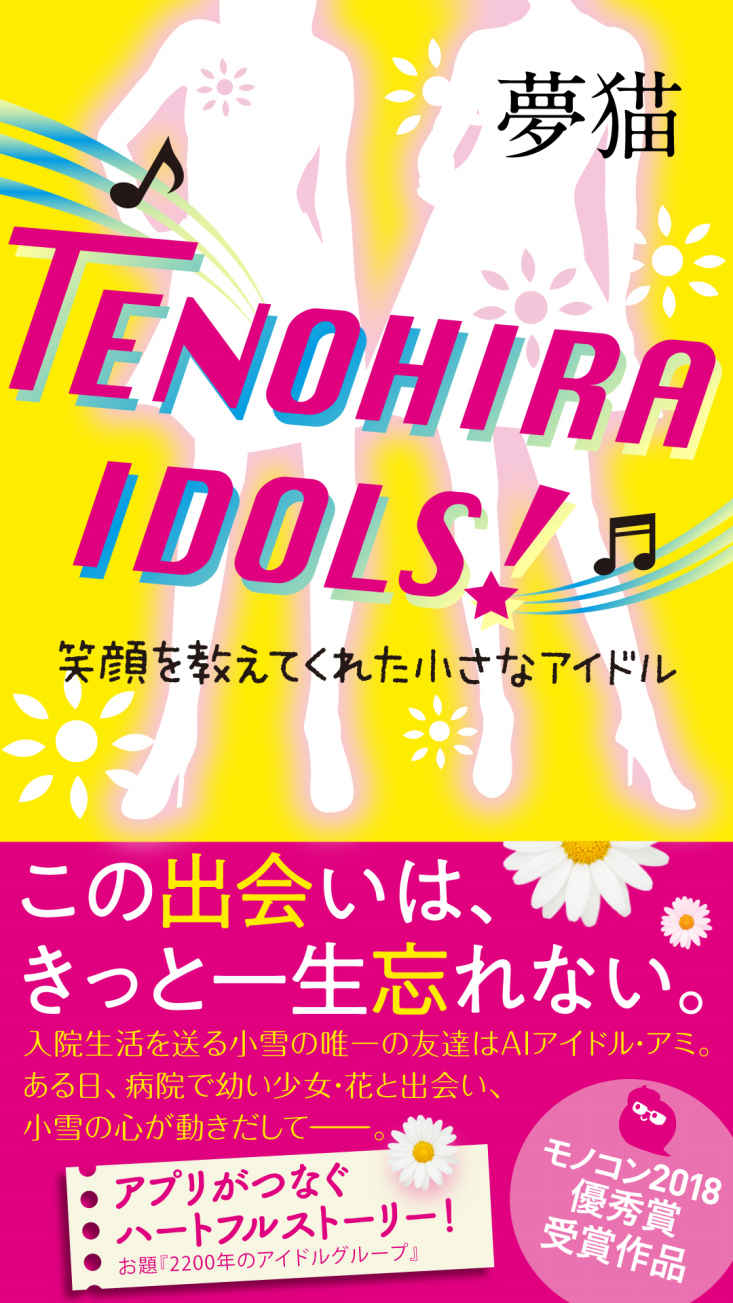 夢猫
TENOHIRA
IDOLS!
笑顔を教えてくれた小さなアイドル
この出会いは、
きっと一生忘れない。
入院生活を送る小雪の唯一の友達はAIアイドル・アミ。
ある日、病院で幼い少女・花と出会い、
小雪の心が動きだして――。
アプリがつなぐ
ハートフルストーリー!
お題『2200年のアイドルグループ』
モノコン2018
優秀賞
受賞作品